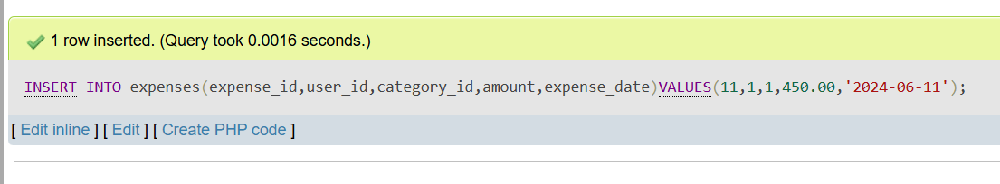 1 row inserted. (Query took 0.0016 seconds.)
INSERT INTO expenses(expense_id,user_id,category_id,amount,expense_date)VALUES(11,1,1,450.00,'2024-06-11');
[ Edit inline ] [ Edit ] [ Create PHP code ]